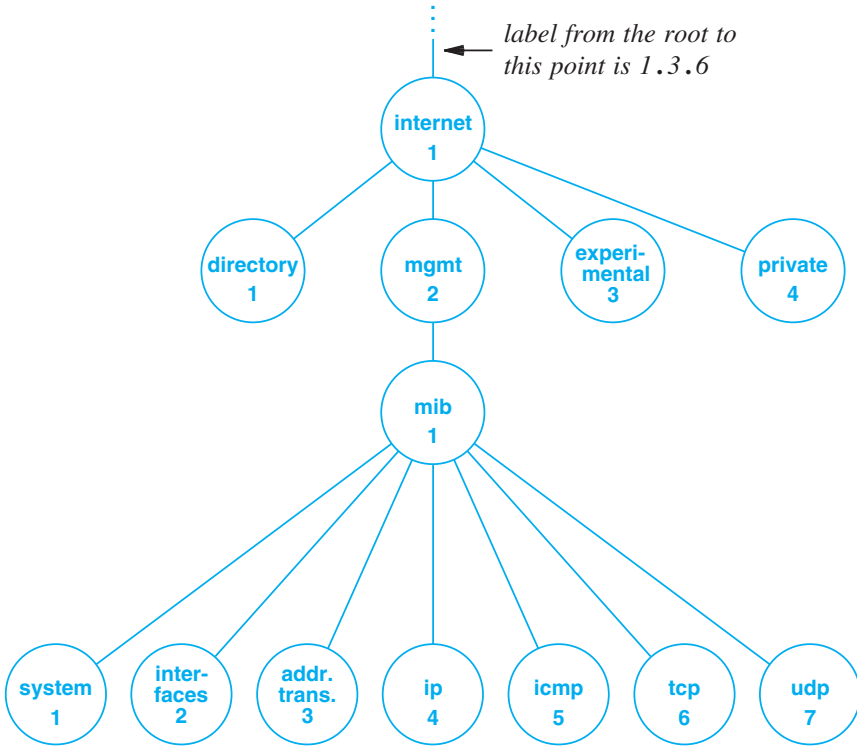 label from the root to
this point is 1.3.6
internet
1
directory
1
mgmt
2
experi-
mental
3
private
4
mib
1
system
1
inter-
faces
2
addr.
trans.
3
ip
4
icmp
5
tcp
6
udp
7